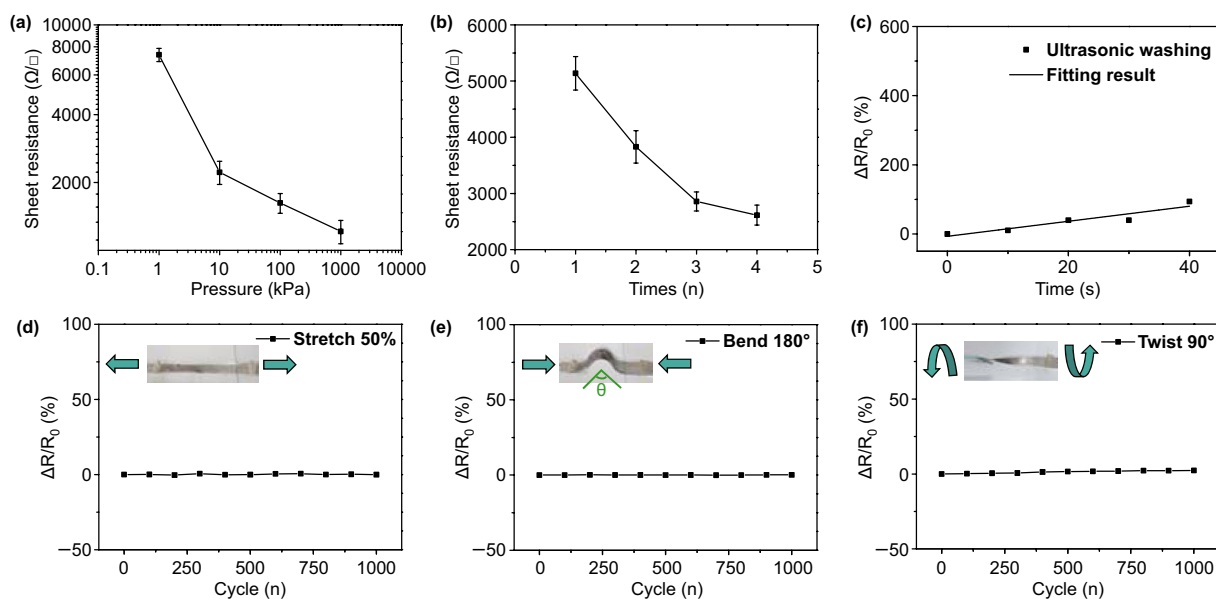 (a)
10000
8000
6000
4000
2000
Sheet resistance (Ω/□)
0.1 1 10 100 1000 10000
Pressure (kPa)
(b)
6000
5000
4000
3000
2000
Sheet resistance (Ω/□)
0 1 2 3 4 5
Times (n)
(c)
600
400
200
0
ΔR/R₀ (%)
Ultrasonic washing
Fitting result
0 20 40
Time (s)
(d)
100
50
0
−50
ΔR/R₀ (%)
Stretch 50%
0 250 500 750 1000
Cycle (n)
(e)
100
50
0
−50
ΔR/R₀ (%)
Bend 180°
θ
0 250 500 750 1000
Cycle (n)
(f)
100
50
0
−50
ΔR/R₀ (%)
Twist 90°
0 250 500 750 1000
Cycle (n)